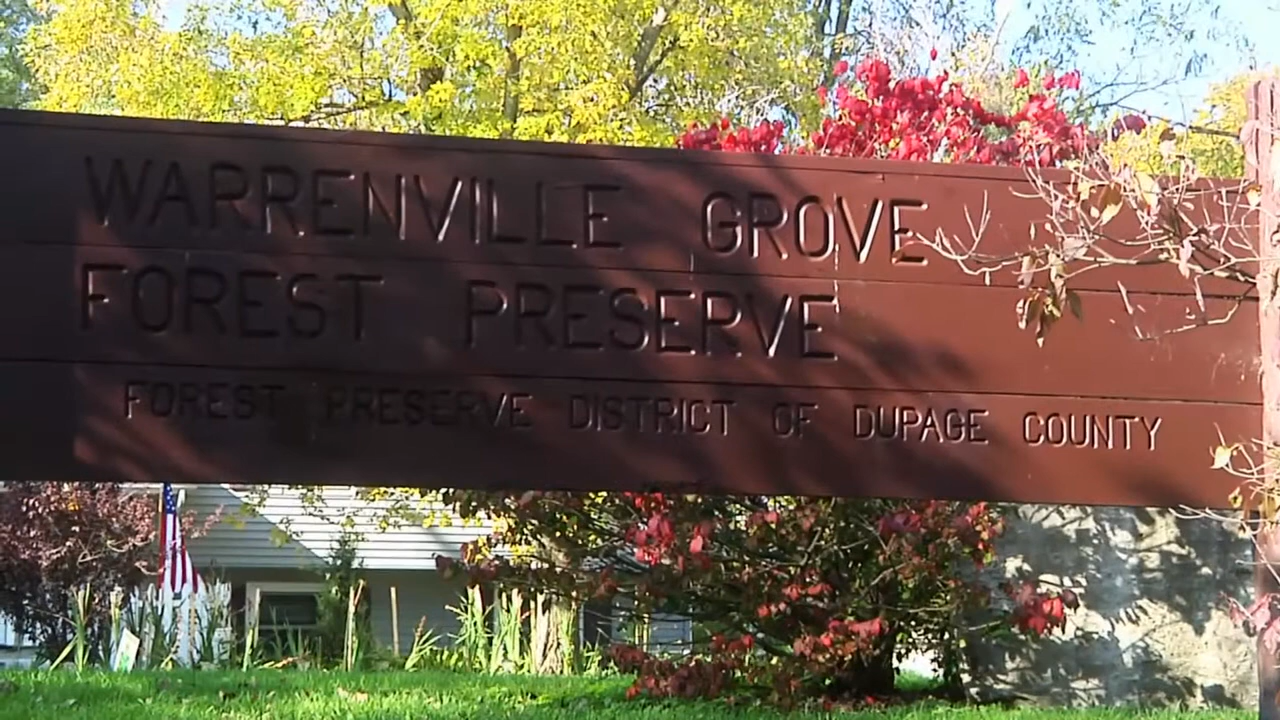 WARRENVILLE GROVE
FOREST PRESERVE
FOREST PRESERVE DISTRICT OF DUPAGE COUNTY